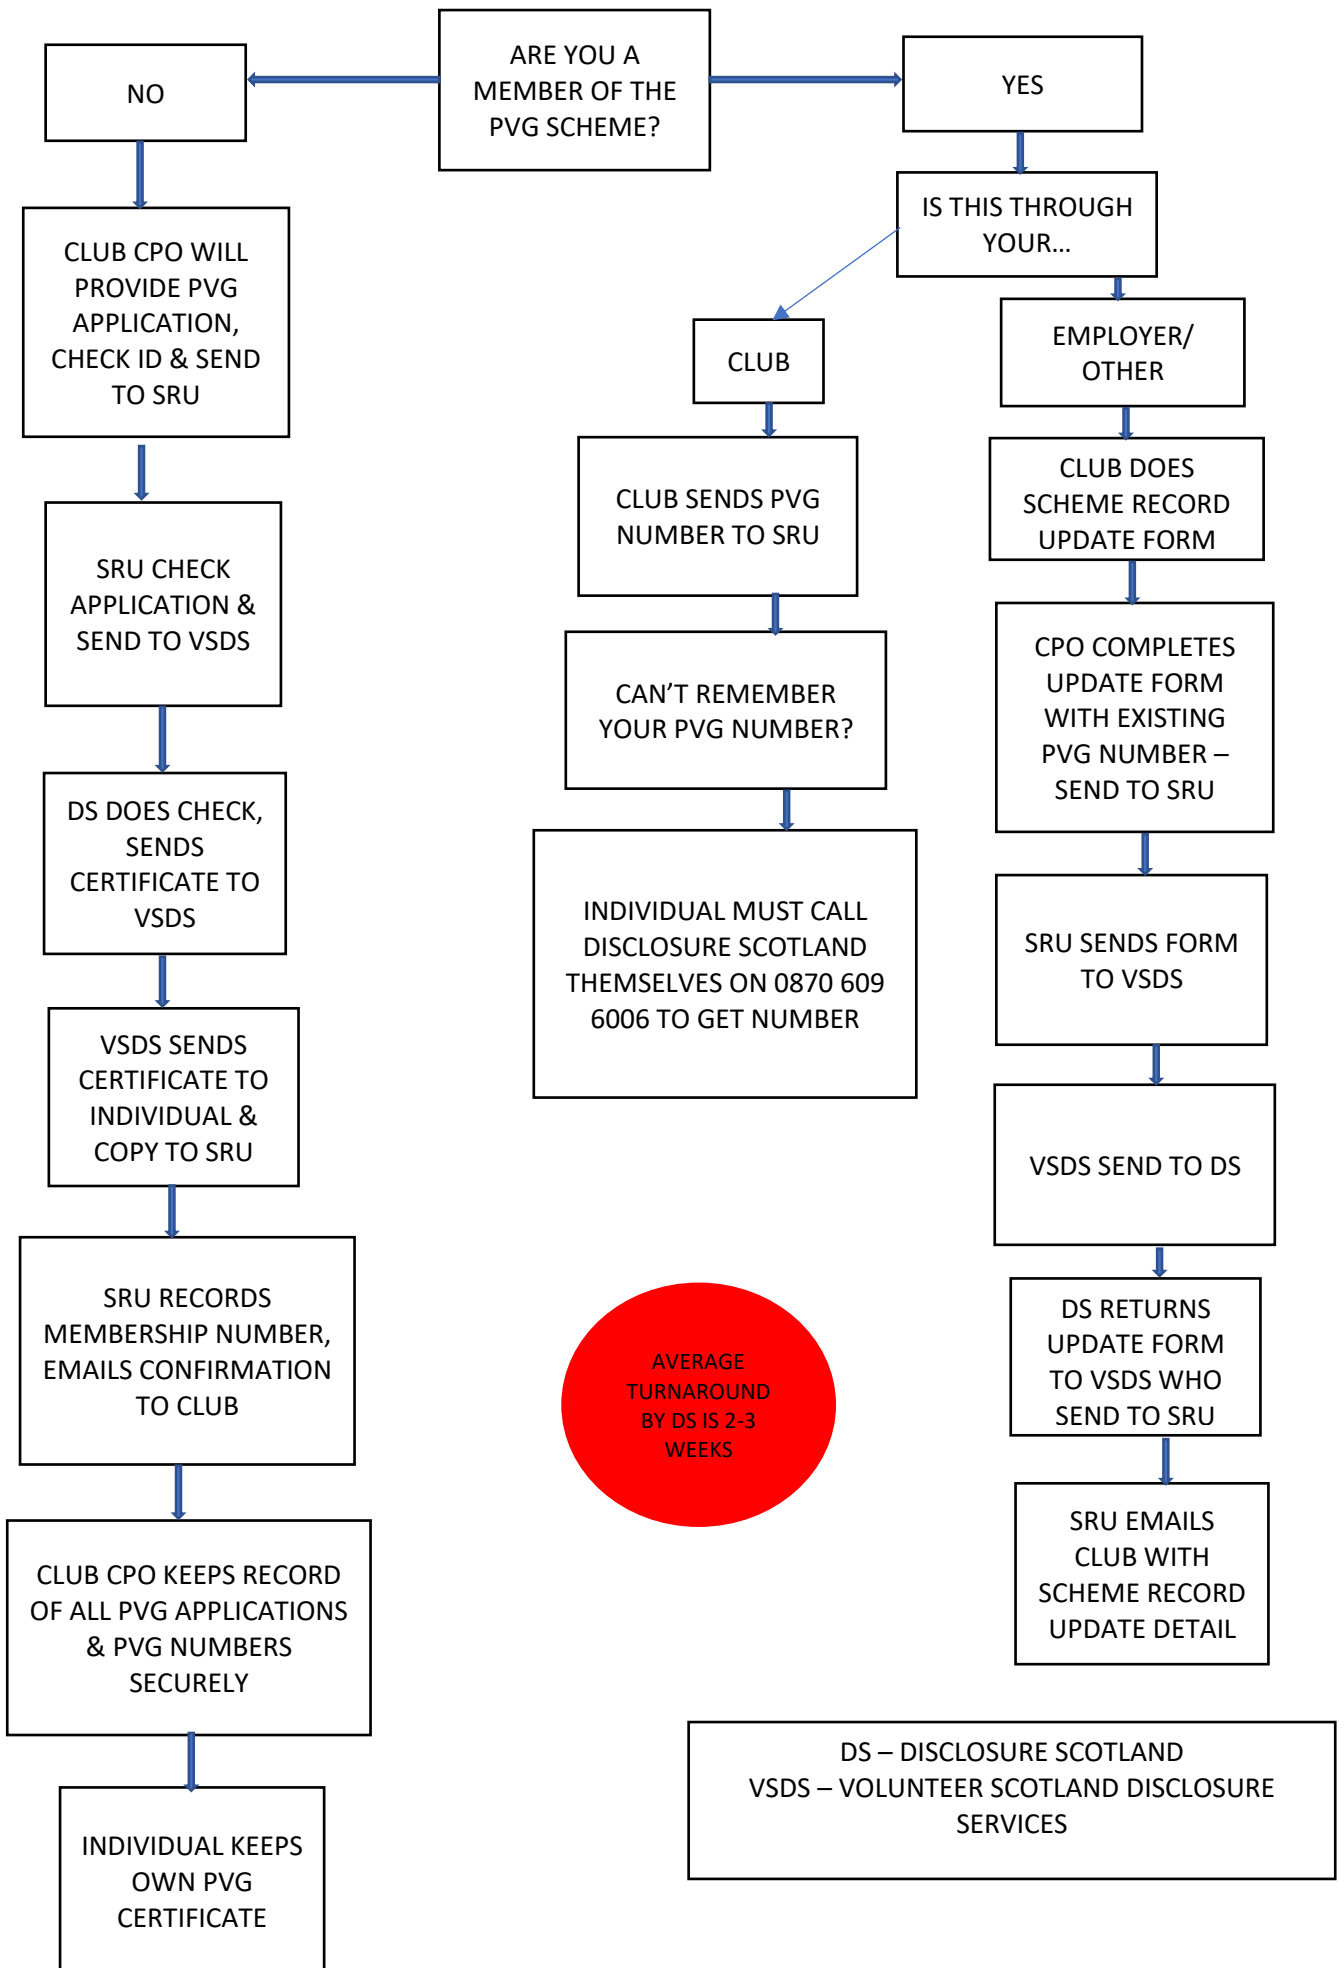 ARE YOU A
MEMBER OF THE
PVG SCHEME?
NO
CLUB CPO WILL
PROVIDE PVG
APPLICATION,
CHECK ID & SEND
TO SRU
SRU CHECK
APPLICATION &
SEND TO VSDS
DS DOES CHECK,
SENDS
CERTIFICATE TO
VSDS
VSDS SENDS
CERTIFICATE TO
INDIVIDUAL &
COPY TO SRU
SRU RECORDS
MEMBERSHIP NUMBER,
EMAILS CONFIRMATION
TO CLUB
CLUB CPO KEEPS RECORD
OF ALL PVG APPLICATIONS
& PVG NUMBERS
SECURELY
INDIVIDUAL KEEPS
OWN PVG
CERTIFICATE
YES
IS THIS THROUGH
YOUR…
CLUB
CLUB SENDS PVG
NUMBER TO SRU
CAN’T REMEMBER
YOUR PVG NUMBER?
INDIVIDUAL MUST CALL
DISCLOSURE SCOTLAND
THEMSELVES ON 0870 609
6006 TO GET NUMBER
EMPLOYER/
OTHER
CLUB DOES
SCHEME RECORD
UPDATE FORM
CPO COMPLETES
UPDATE FORM
WITH EXISTING
PVG NUMBER –
SEND TO SRU
SRU SENDS FORM
TO VSDS
VSDS SEND TO DS
DS RETURNS
UPDATE FORM
TO VSDS WHO
SEND TO SRU
SRU EMAILS
CLUB WITH
SCHEME RECORD
UPDATE DETAIL
AVERAGE
TURNAROUND
BY DS IS 2-3
WEEKS
DS – DISCLOSURE SCOTLAND
VSDS – VOLUNTEER SCOTLAND DISCLOSURE
SERVICES